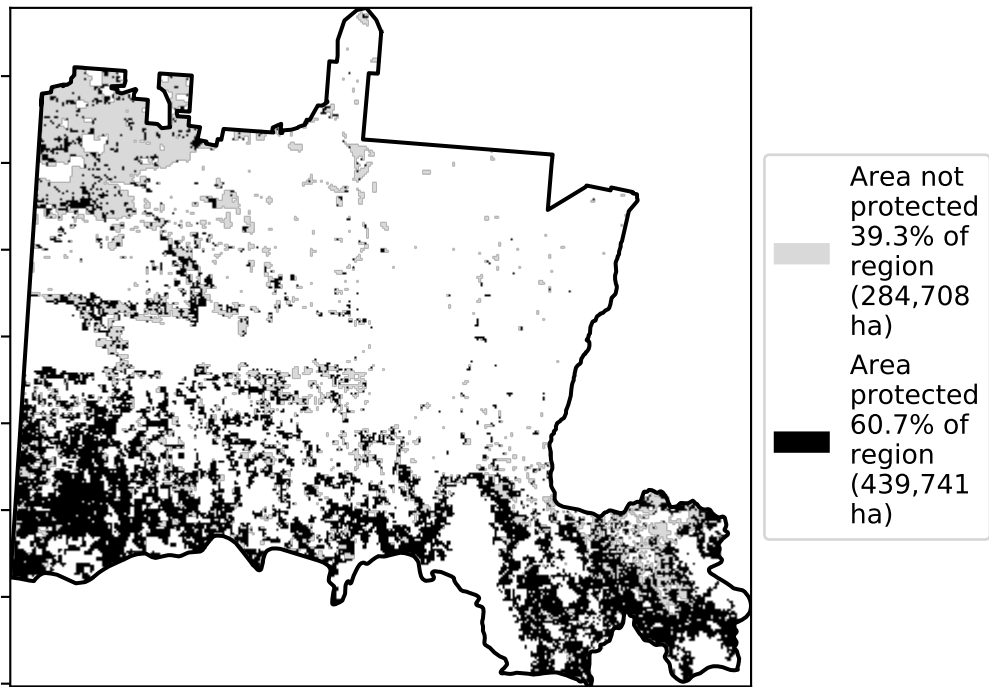 Area not
protected
39.3% of
region
(284,708
ha)
Area
protected
60.7% of
region
(439,741
ha)